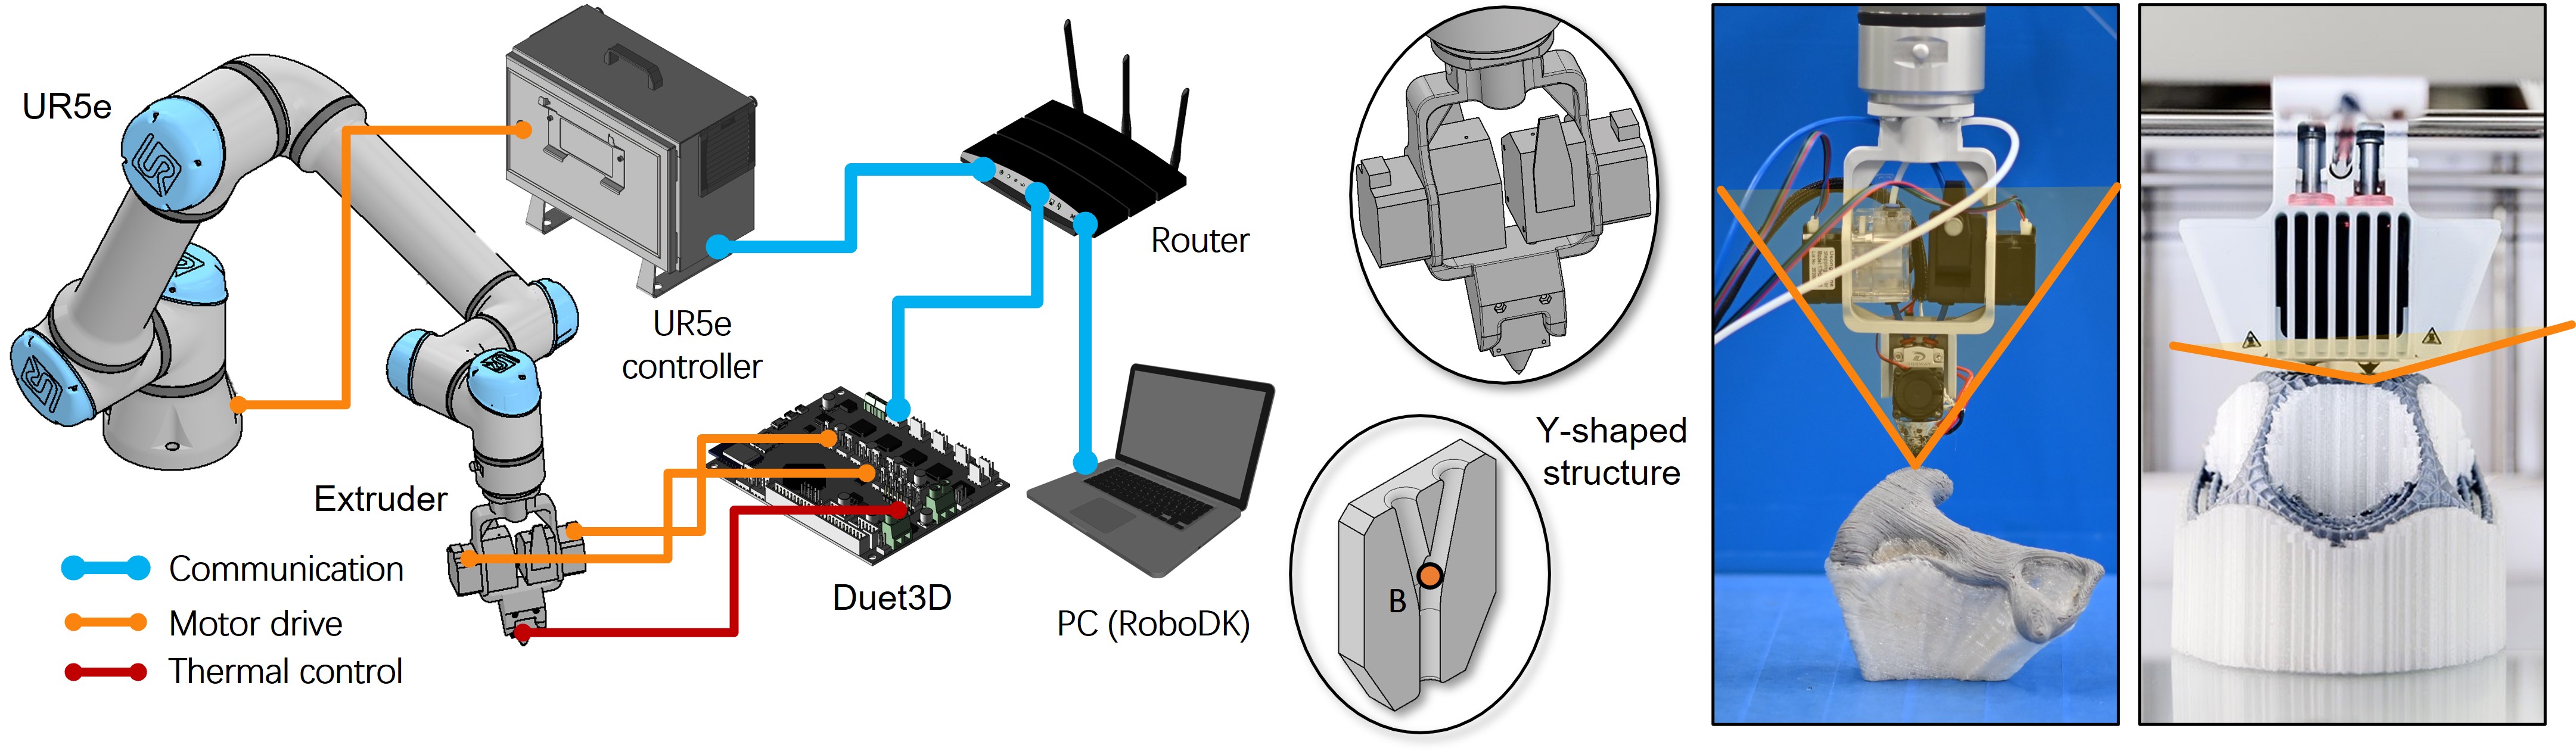 UR5e
UR5e
controller
Router
Extruder
Duet3D
PC (RoboDK)
Communication
Motor drive
Thermal control
Y-shaped
structure
B